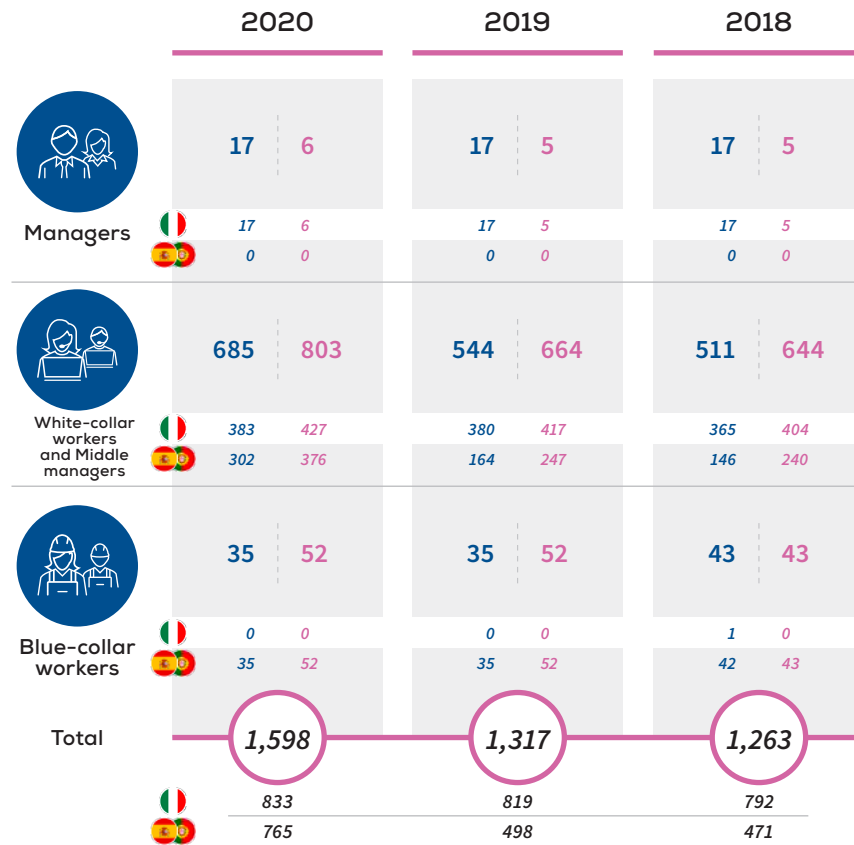 2020 2019 2018
17 6 17 5 17 5
Managers
17 6 17 5 17 5
0 0 0 0 0 0
685 803 544 664 511 644
White-collar
workers
and Middle
managers
383 427 380 417 365 404
302 376 164 247 146 240
35 52 35 52 43 43
Blue-collar
workers
0 0 0 0 1 0
35 52 35 52 42 43
Total 1,598 1,317 1,263
833 819 792
765 498 471